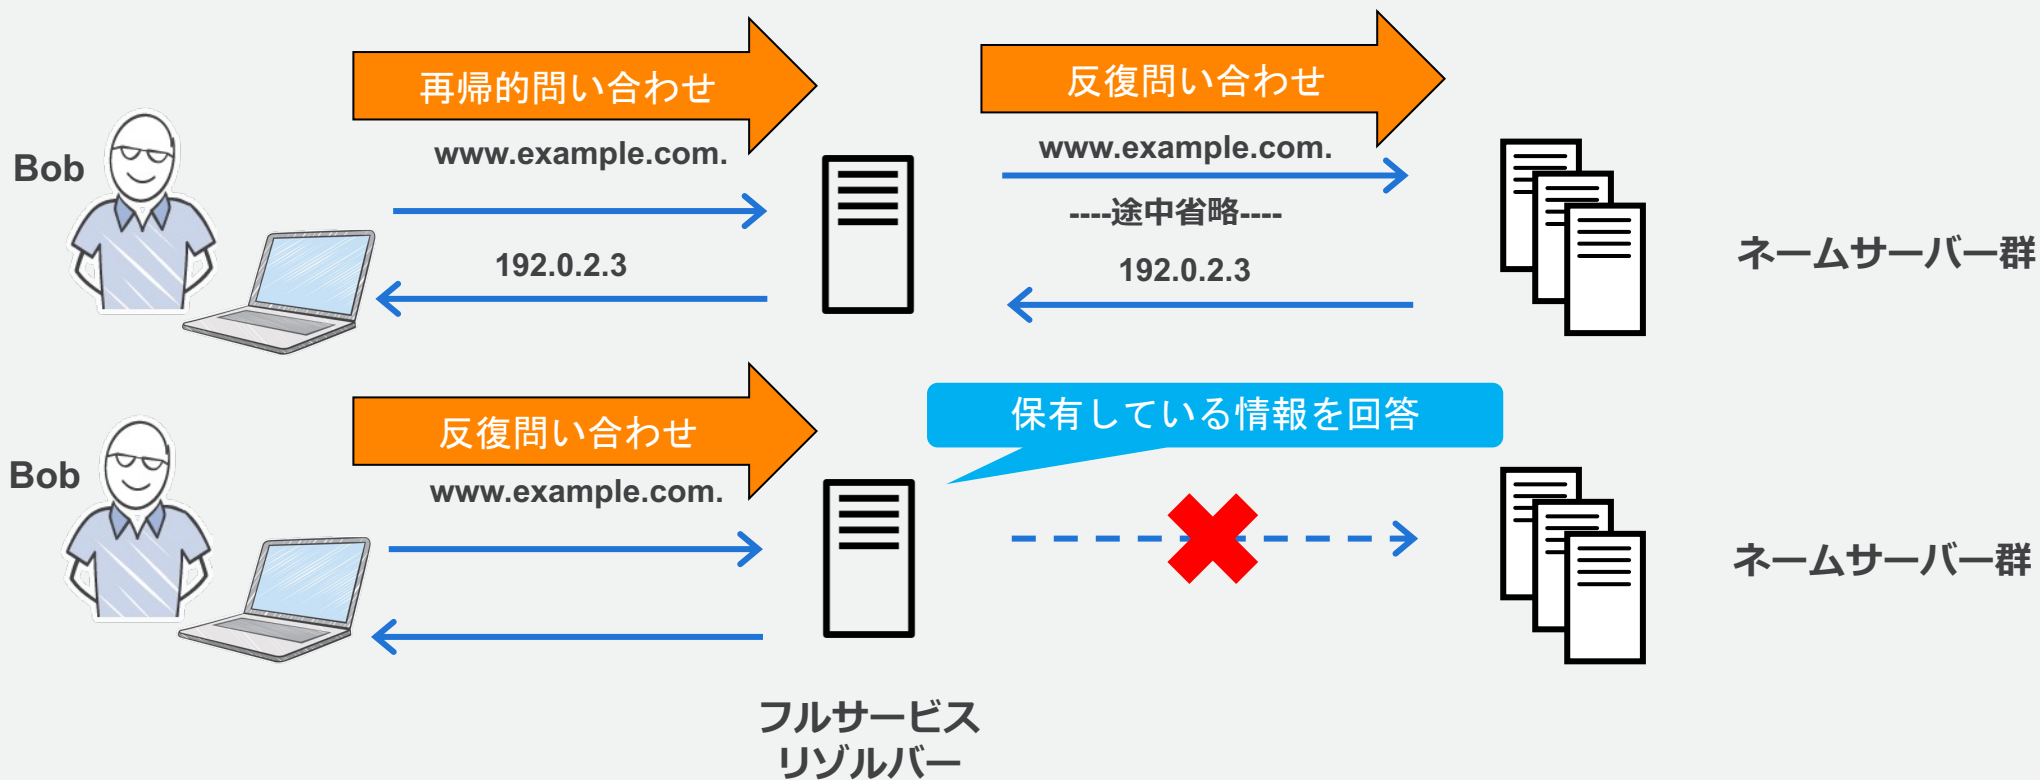 再帰的問い合わせ
反復問い合わせ
Bob
www.example.com.
www.example.com.
----途中省略----
192.0.2.3
192.0.2.3
ネームサーバー群
反復問い合わせ
保有している情報を回答
Bob
www.example.com.
ネームサーバー群
フルサービス
リゾルバー